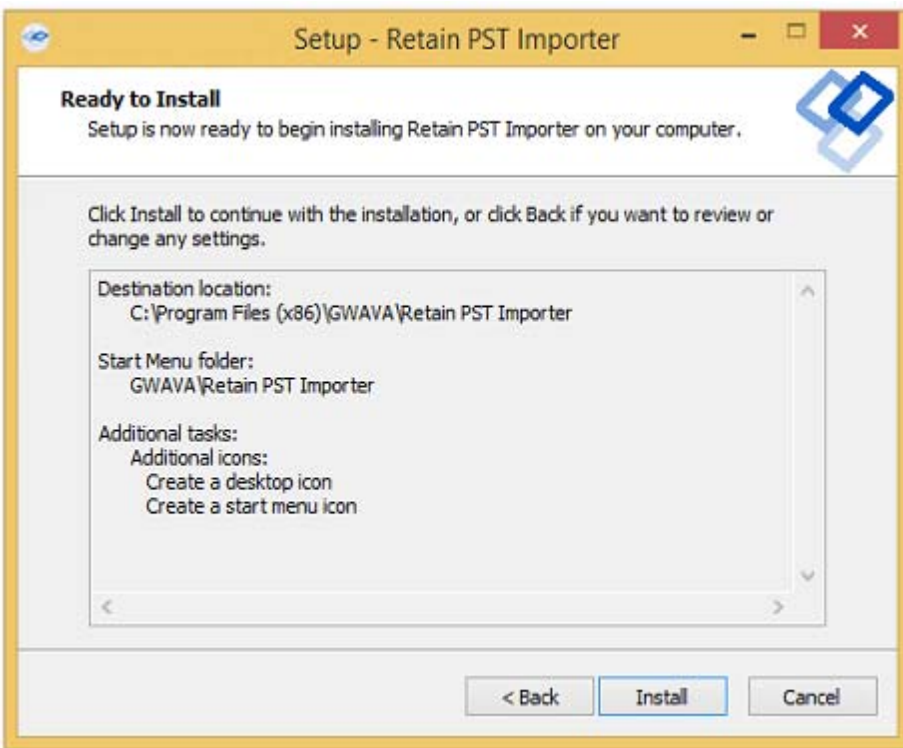 Setup - Retain PST Importer
Ready to Install
Setup is now ready to begin installing Retain PST Importer on your computer.
Click Install to continue with the installation, or click Back if you want to review or
change any settings.
Destination location:
C:\Program Files (x86)\GWAVA\Retain PST Importer
Start Menu folder:
GWAVA\Retain PST Importer
Additional tasks:
Additional icons:
Create a desktop icon
Create a start menu icon
< Back Install Cancel